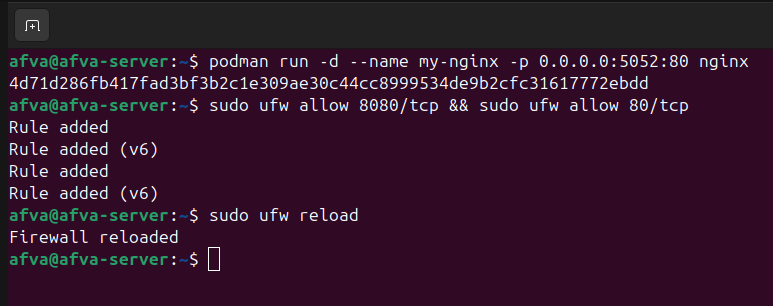 afva@afva-server:~$ podman run -d --name my-nginx -p 0.0.0.0:5052:80 nginx
4d71d286fb417fad3bf3b2c1e309ae30c44cc8999534de9b2cfc31617772ebdd
afva@afva-server:~$ sudo ufw allow 8080/tcp && sudo ufw allow 80/tcp
Rule added
Rule added (v6)
Rule added
Rule added (v6)
afva@afva-server:~$ sudo ufw reload
Firewall reloaded
afva@afva-server:~$